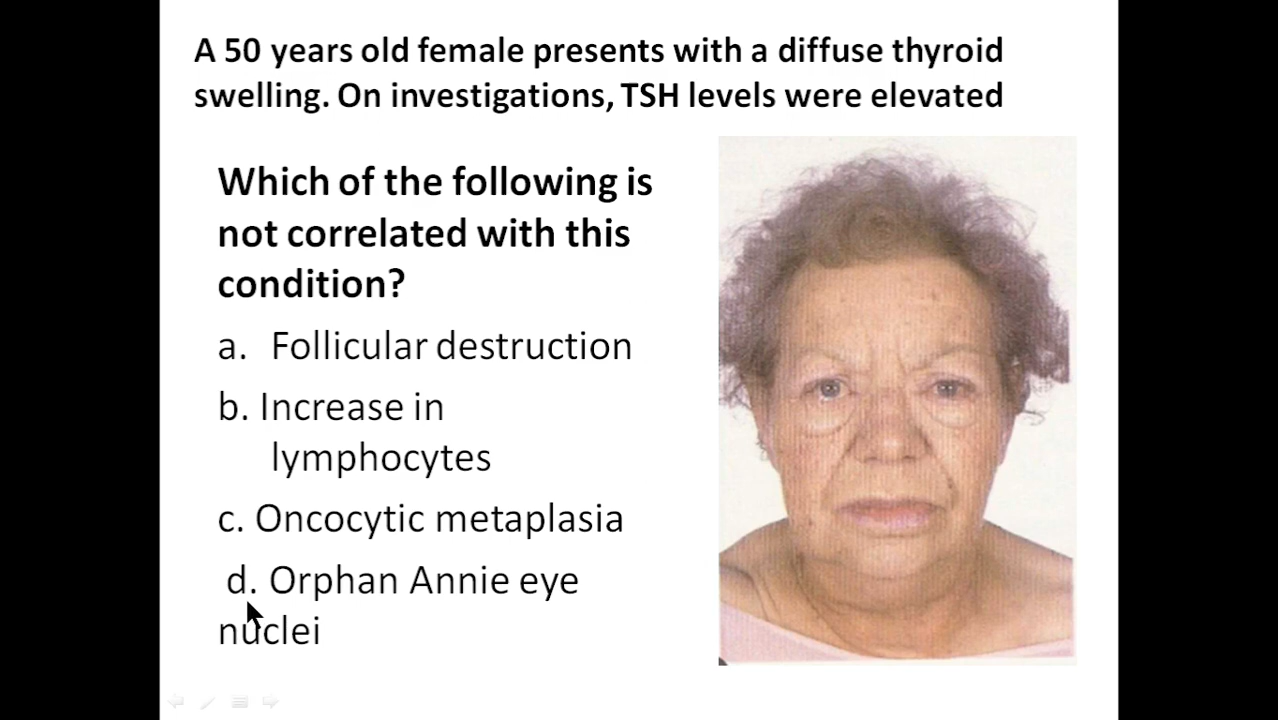 A 50 years old female presents with a diffuse thyroid
swelling. On investigations, TSH levels were elevated
Which of the following is
not correlated with this
condition?
a. Follicular destruction
b. Increase in
lymphocytes
c. Oncocytic metaplasia
d. Orphan Annie eye
nuclei